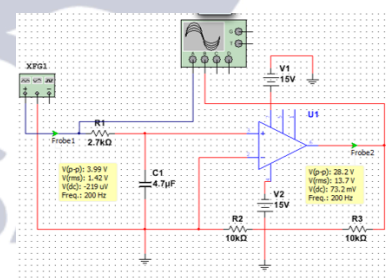 XFG1
G
T
A B C D
V1
15V
U1
R1
2.7kΩ
Probe1
Probe2
V(p-p): 3.99 V
V(rms): 1.42 V
V(dc): -219 uV
Freq.: 200 Hz
C1
4.7µF
V(p-p): 28.2 V
V(rms): 13.7 V
V(dc): 73.2 mV
Freq.: 200 Hz
V2
15V
R2
10kΩ
R3
10kΩ